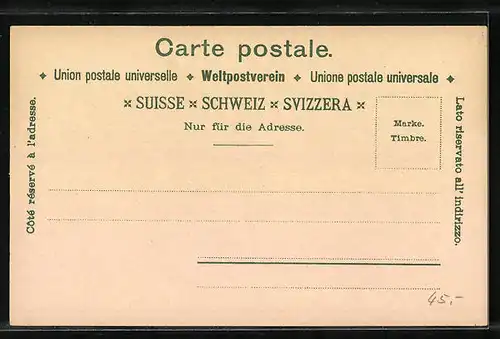 Carte postale.
✦ Union postale universelle ✦ Weltpostverein ✦ Unione postale universale ✦
× SUISSE × SCHWEIZ × SVIZZERA ×
Nur für die Adresse.
Marke.
Timbre.
Côté réservé à l'adresse.
Lato riservato all' indirizzo.
45.-